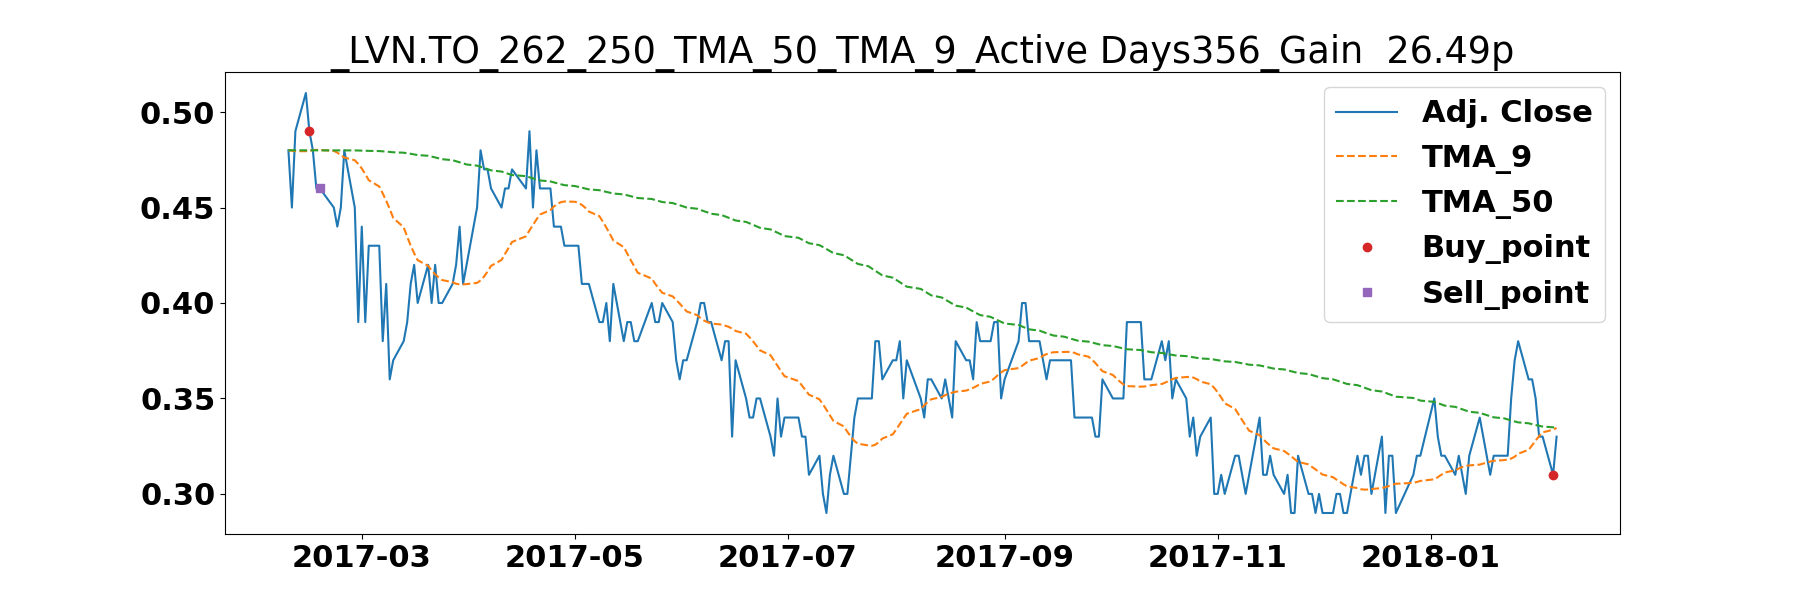 _LVN.TO_262_250_TMA_50_TMA_9_Active Days356_Gain  26.49p
0.50
0.45
0.40
0.35
0.30
Adj. Close
TMA_9
TMA_50
Buy_point
Sell_point
2017-03 2017-05 2017-07 2017-09 2017-11 2018-01